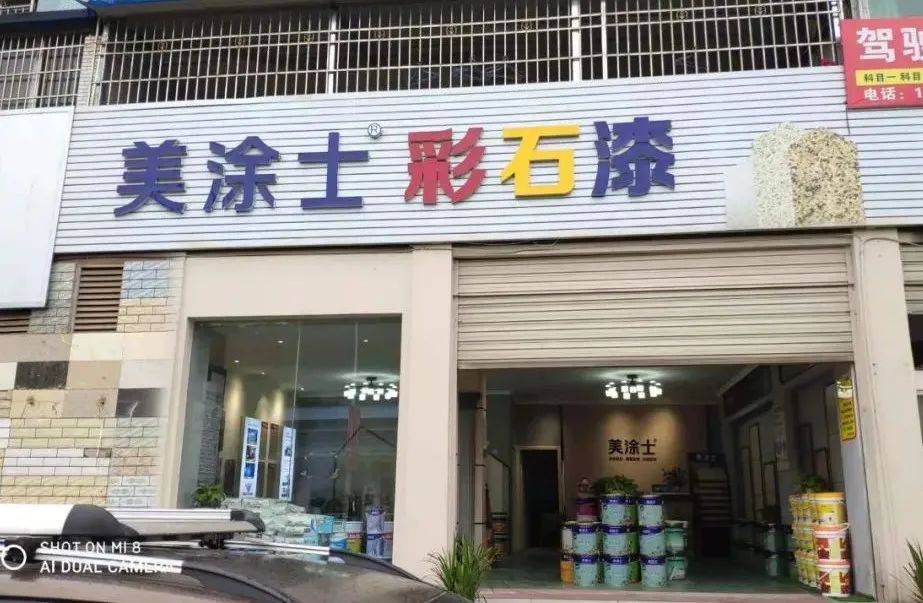 美涂士® 彩石漆
驾驶
科目一 科目
电话：1
美涂士
SHOT ON MI 8
AI DUAL CAMERA